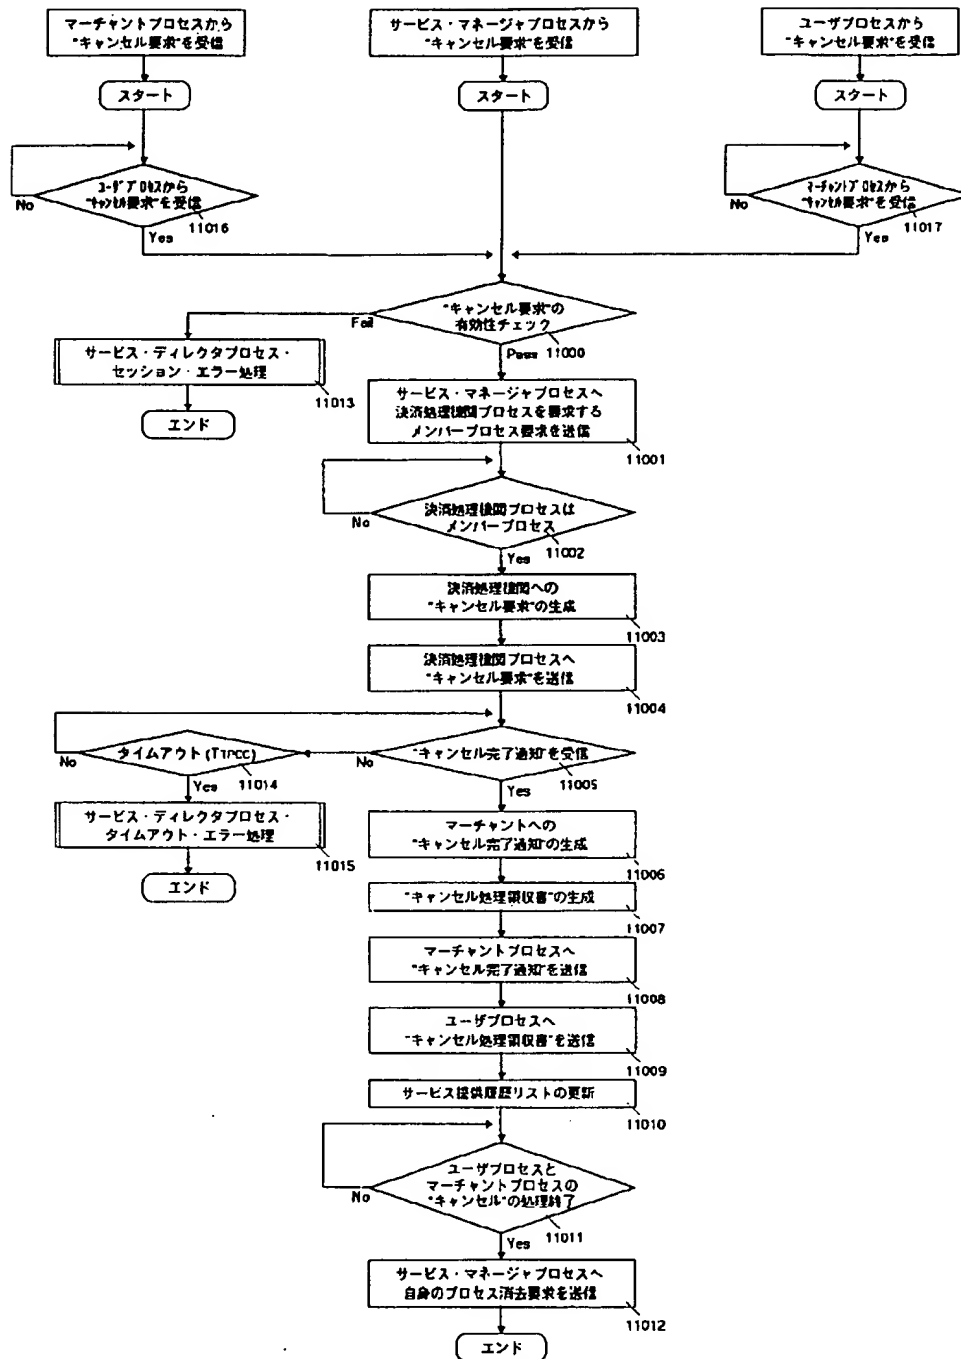 マーチャントプロセスから
"キャンセル要求"を受信
サービス・マネージャプロセスから
"キャンセル要求"を受信
ユーザプロセスから
"キャンセル要求"を受信
スタート
スタート
スタート
ユーザプロセスから
"キャンセル要求"を受信
No
11016
Yes
マーチャントプロセスから
"キャンセル要求"を受信
No
11017
Yes
"キャンセル要求"の
有効性チェック
Fail
11000
Pass
サービス・ディレクタプロセス・
セッション・エラー処理
11013
エンド
サービス・マネージャプロセスへ
決済処理機関プロセスを要求する
メンバープロセス要求を送信
11001
決済処理機関プロセスは
メンバープロセス
No
11002
Yes
決済処理機関への
"キャンセル要求"の生成
11003
決済処理機関プロセスへ
"キャンセル要求"を送信
11004
"キャンセル完了通知"を受信
No
11005
Yes
タイムアウト(TTPCC)
No
11014
Yes
サービス・ディレクタプロセス・
タイムアウト・エラー処理
11015
エンド
マーチャントへの
"キャンセル完了通知"の生成
11006
"キャンセル処理領収書"の生成
11007
マーチャントプロセスへ
"キャンセル完了通知"を送信
11008
ユーザプロセスへ
"キャンセル処理領収書"を送信
11009
サービス提供履歴リストの更新
11010
ユーザプロセスと
マーチャントプロセスの
"キャンセル"の処理終了
No
11011
Yes
サービス・マネージャプロセスへ
自身のプロセス消去要求を送信
11012
エンド